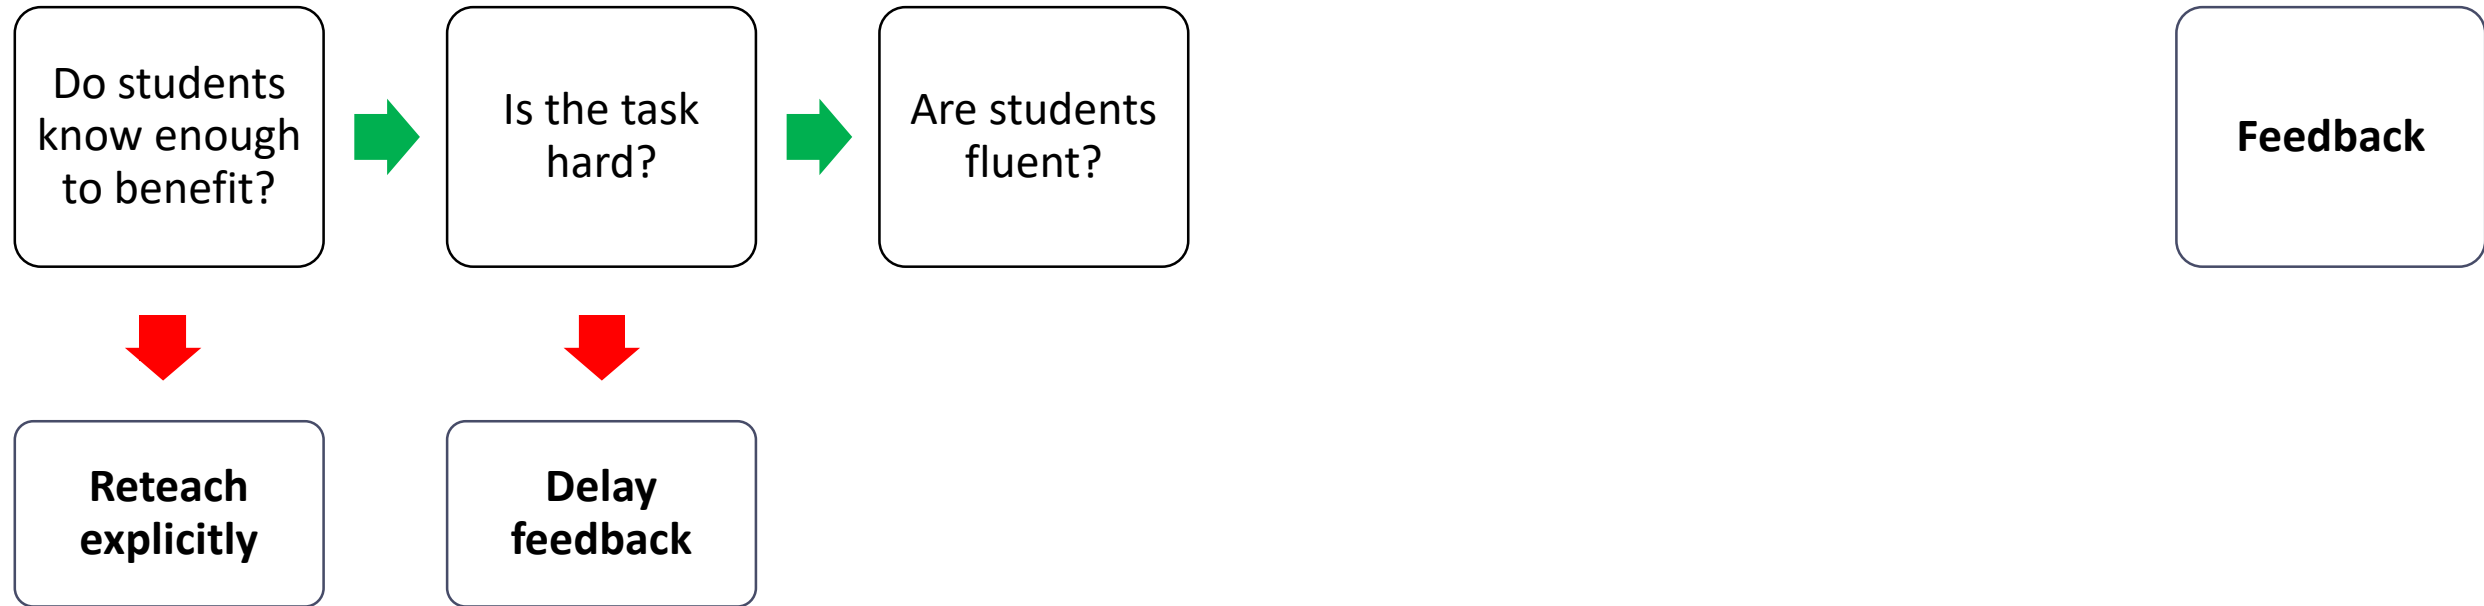 Do students
know enough
to benefit?
Is the task
hard?
Are students
fluent?
Feedback
Reteach
explicitly
Delay
feedback